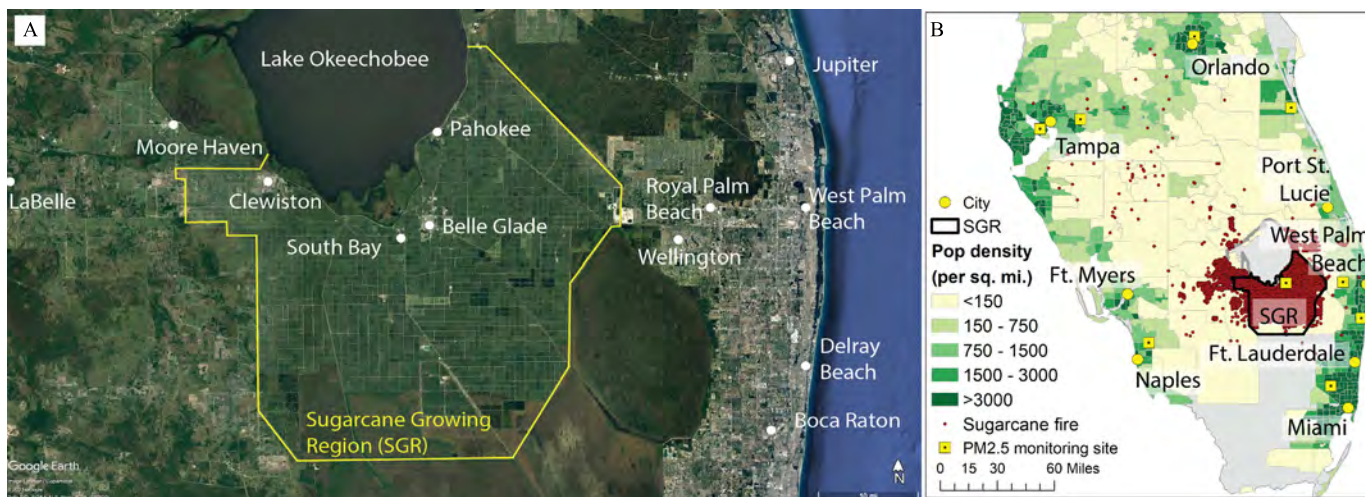 A
Lake Okeechobee
Jupiter
Pahokee
Moore Haven
LaBelle
Clewiston
Royal Palm
Beach
West Palm
Beach
Belle Glade
South Bay
Wellington
Delray
Beach
Sugarcane Growing
Region (SGR)
Boca Raton
Google Earth
N
10 mi
B
Orlando
Tampa
Port St.
Lucie
City
SGR
West Palm
Beach
Pop density
(per sq. mi.)
Ft. Myers
<150
150 - 750
SGR
750 - 1500
Ft. Lauderdale
1500 - 3000
Naples
>3000
Miami
Sugarcane fire
PM2.5 monitoring site
0 15 30 60 Miles